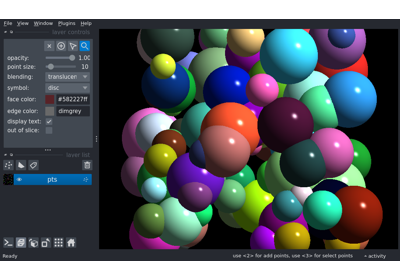 File View Window Plugins Help
layer controls
opacity: 1.00
point size: 10
blending: translucen
symbol: disc
face color: #582227ff
edge color: dimgrey
display text:
out of slice:
layer list
pts
Ready
use <2> for add points, use <3> for select points
activity